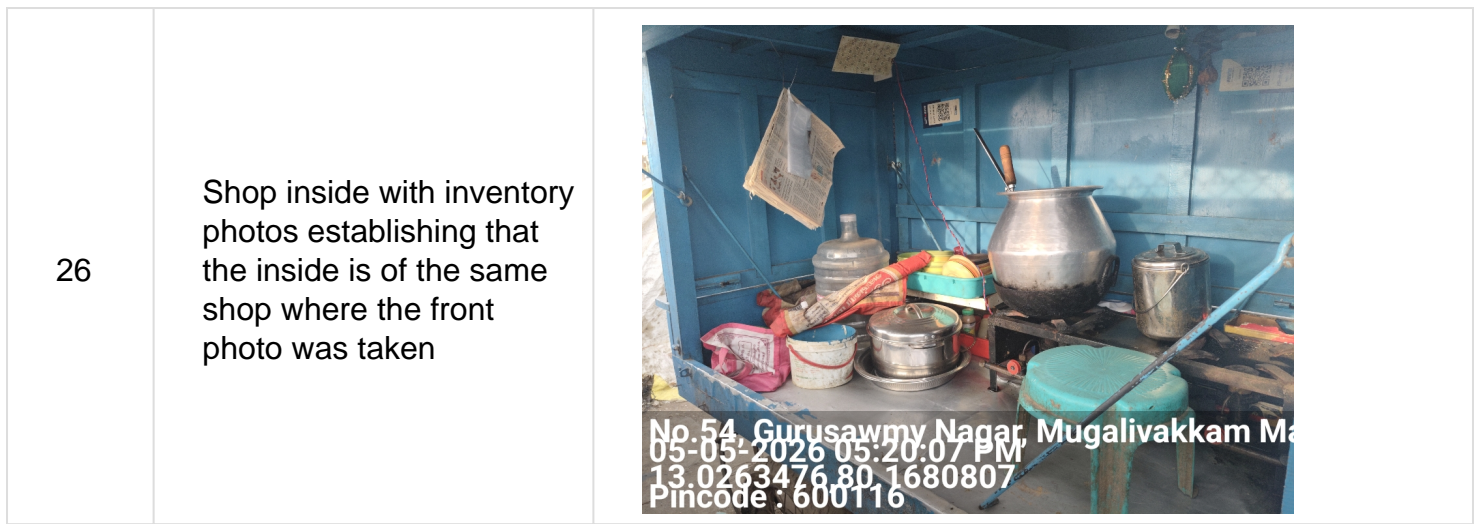 26
Shop inside with inventory
photos establishing that
the inside is of the same
shop where the front
photo was taken
No.54, Gurusawmy Nagar, Mugalivakkam Ma
05-05-2026 05:20:07 PM
13.0263476,80.1680807
Pincode : 600116